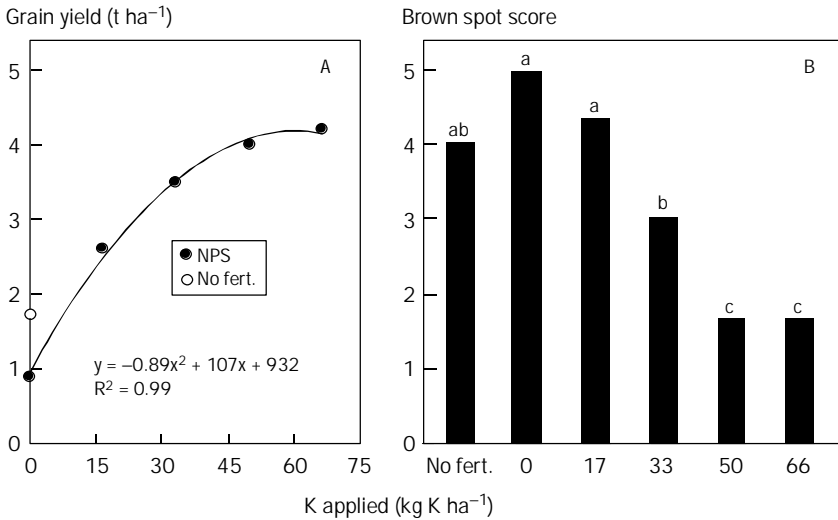 Grain yield (t ha⁻¹)
A
5
4
3
2
1
0
NPS
No fert.
y = –0.89x² + 107x + 932
R² = 0.99
0 15 30 45 60 75
Brown spot score
B
5
4
3
2
1
0
ab
a
a
b
c
c
No fert. 0 17 33 50 66
K applied (kg K ha⁻¹)